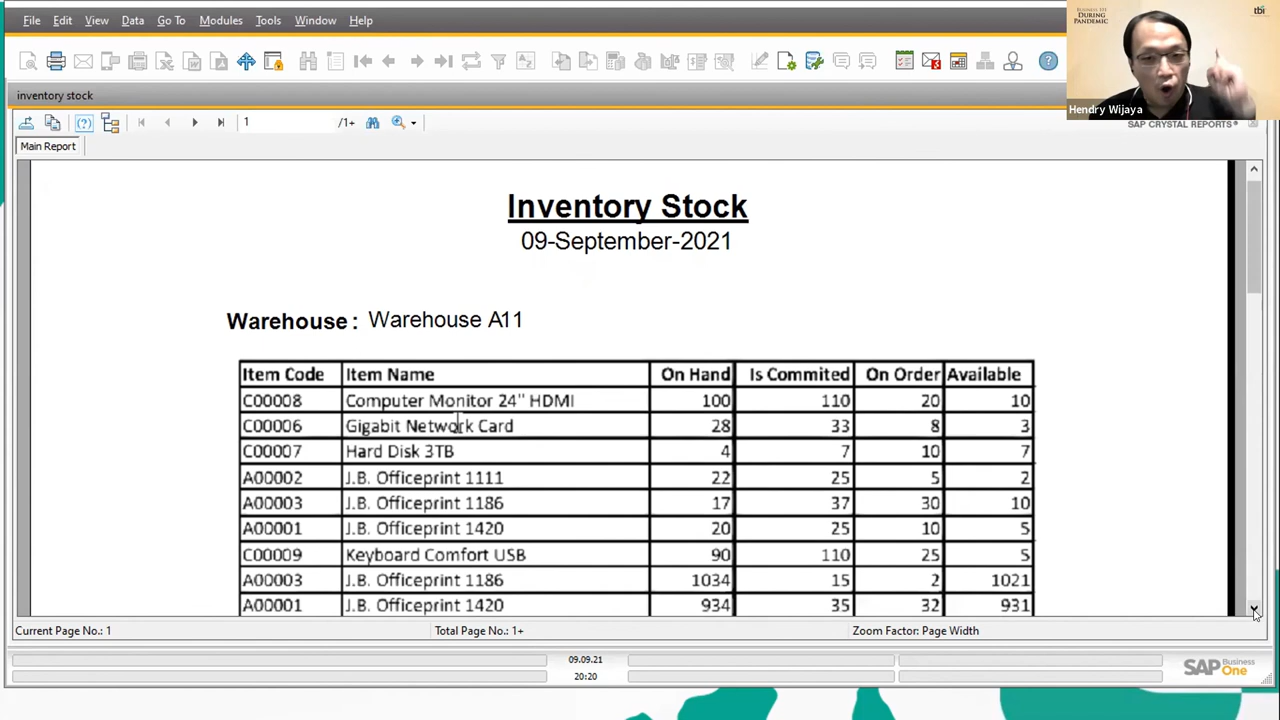 File Edit View Data Go To Modules Tools Window Help
BUSINESS 101
DURING
PANDEMIC
tbi
Hendry Wijaya
inventory stock
1 /1+
SAP CRYSTAL REPORTS®
Main Report
Inventory Stock
09-September-2021
Warehouse : Warehouse A11
Item Code Item Name On Hand Is Commited On Order Available
C00008 Computer Monitor 24" HDMI 100 110 20 10
C00006 Gigabit Network Card 28 33 8 3
C00007 Hard Disk 3TB 4 7 10 7
A00002 J.B. Officeprint 1111 22 25 5 2
A00003 J.B. Officeprint 1186 17 37 30 10
A00001 J.B. Officeprint 1420 20 25 10 5
C00009 Keyboard Comfort USB 90 110 25 5
A00003 J.B. Officeprint 1186 1034 15 2 1021
A00001 J.B. Officeprint 1420 934 35 32 931
Current Page No.: 1 Total Page No.: 1+ Zoom Factor: Page Width
09.09.21
20:20
SAP Business One